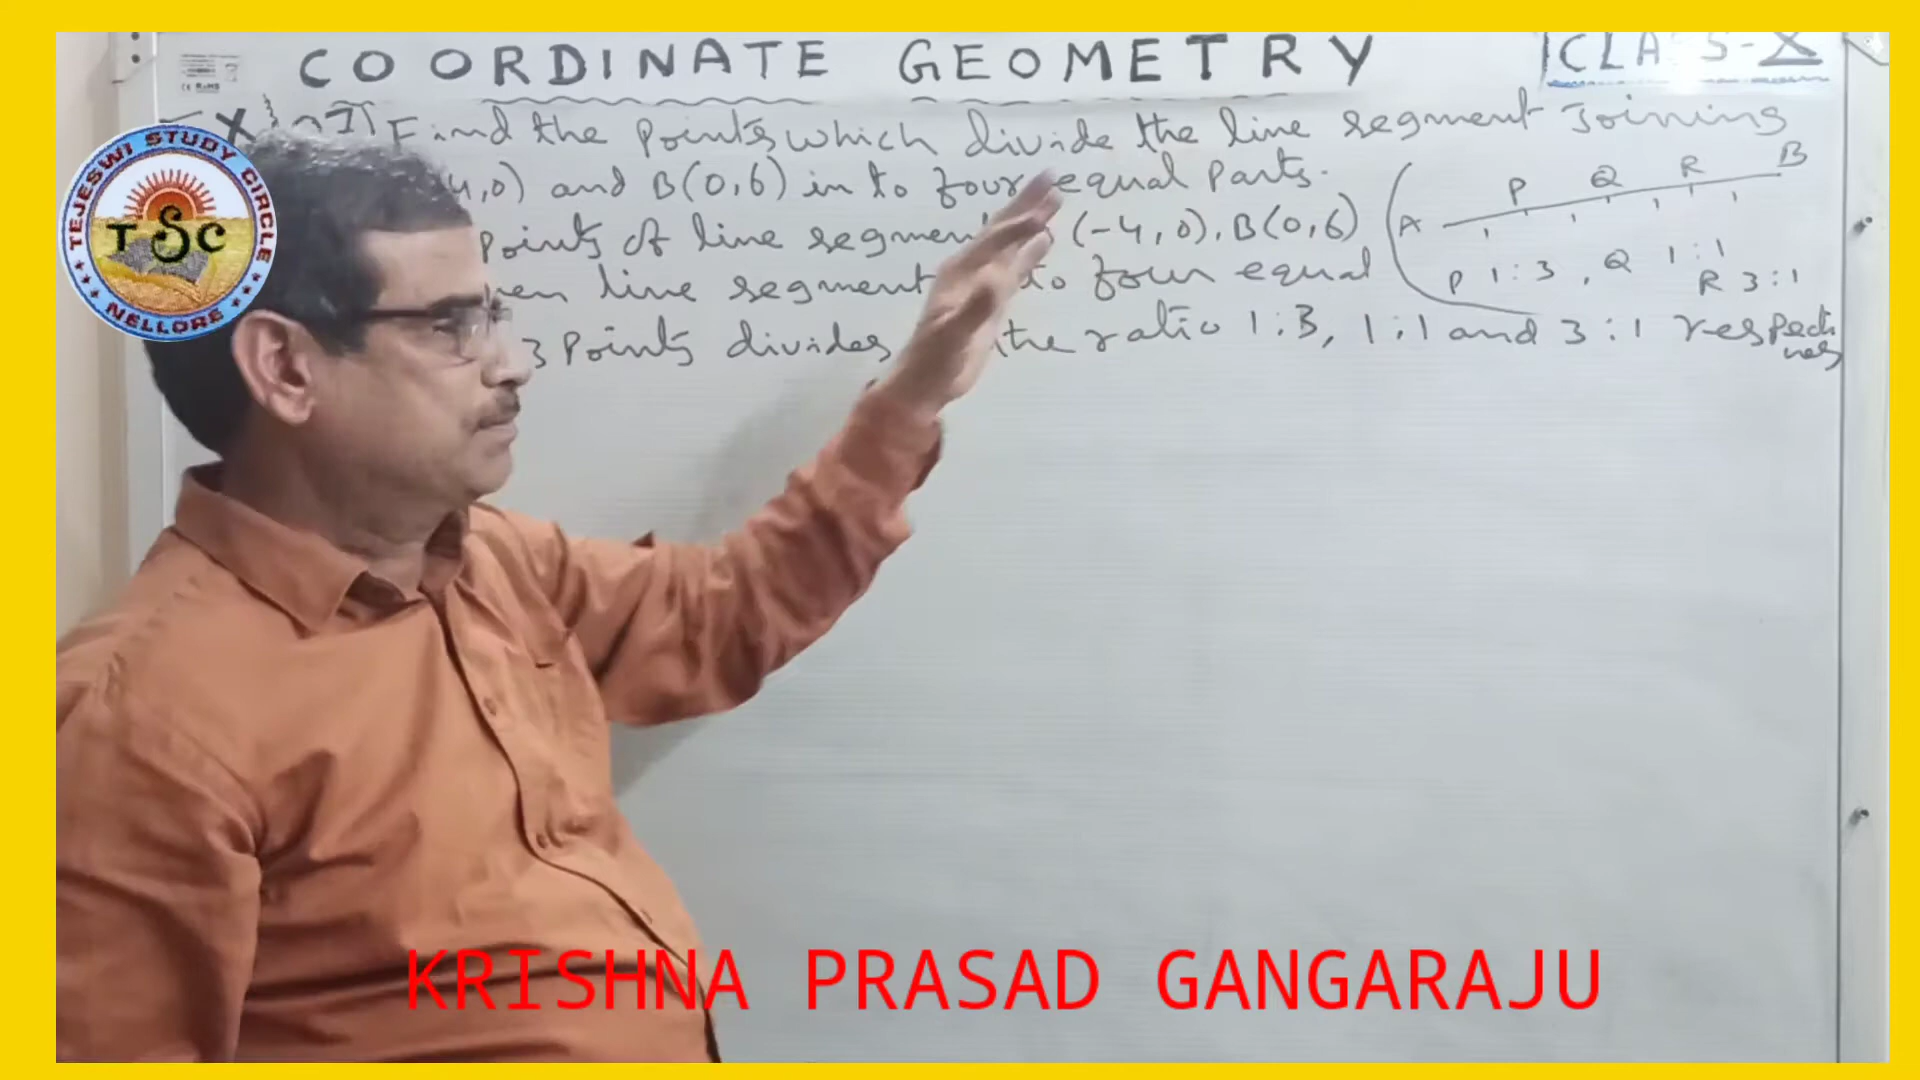 COORDINATE GEOMETRY
CLASS-X
Find the Points which divide the line segment Joining
4,0) and B(0,6) in to four equal Parts.
Points of line segment (-4,0), B(0,6)
line segment to four equal
3 Points divides the ratio 1:3, 1:1 and 3:1 respectives
A P Q R B
P 1:3, Q 1:1
R 3:1
TEJESWI STUDY CIRCLE
TSC
NELLORE
KRISHNA PRASAD GANGARAJU